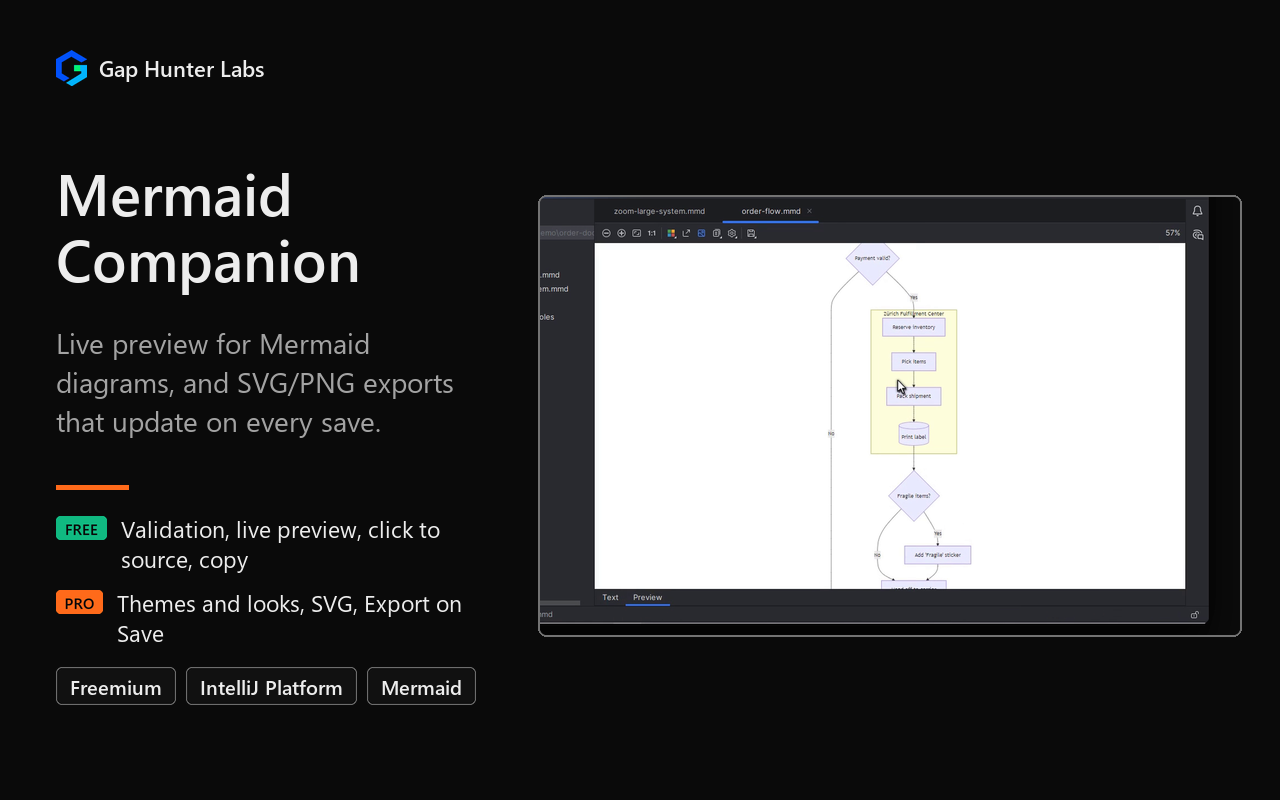 Gap Hunter Labs
Mermaid
Companion
Live preview for Mermaid
diagrams, and SVG/PNG exports
that update on every save.
FREE Validation, live preview, click to
source, copy
PRO Themes and looks, SVG, Export on
Save
Freemium IntelliJ Platform Mermaid
zoom-large-system.mmd order-flow.mmd
1:1 57%
.mmd
em.mmd
oles
Payment valid?
Yes
Zürich Fulfillment Center
Reserve inventory
Pick items
Pack shipment
No
Print label
Fragile items?
Yes
No
Add 'Fragile' sticker
Text Preview
mmd